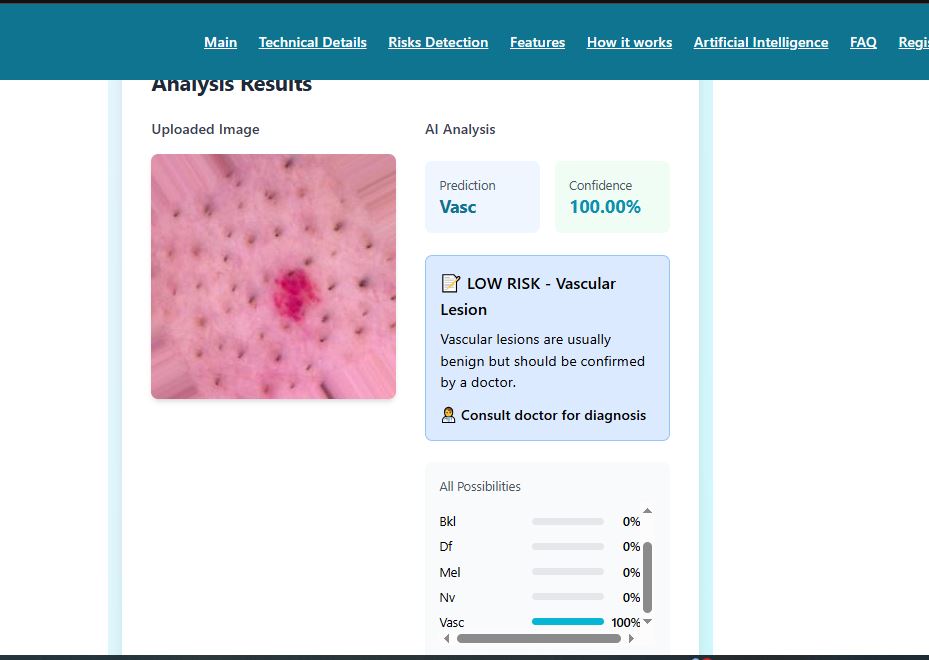 Main Technical Details Risks Detection Features How it works Artificial Intelligence FAQ Regis
Analysis Results
Uploaded Image
AI Analysis
Prediction
Vasc
Confidence
100.00%
📝 LOW RISK - Vascular
Lesion
Vascular lesions are usually
benign but should be confirmed
by a doctor.
👩‍⚕️ Consult doctor for diagnosis
All Possibilities
Bkl 0%
Df 0%
Mel 0%
Nv 0%
Vasc 100%